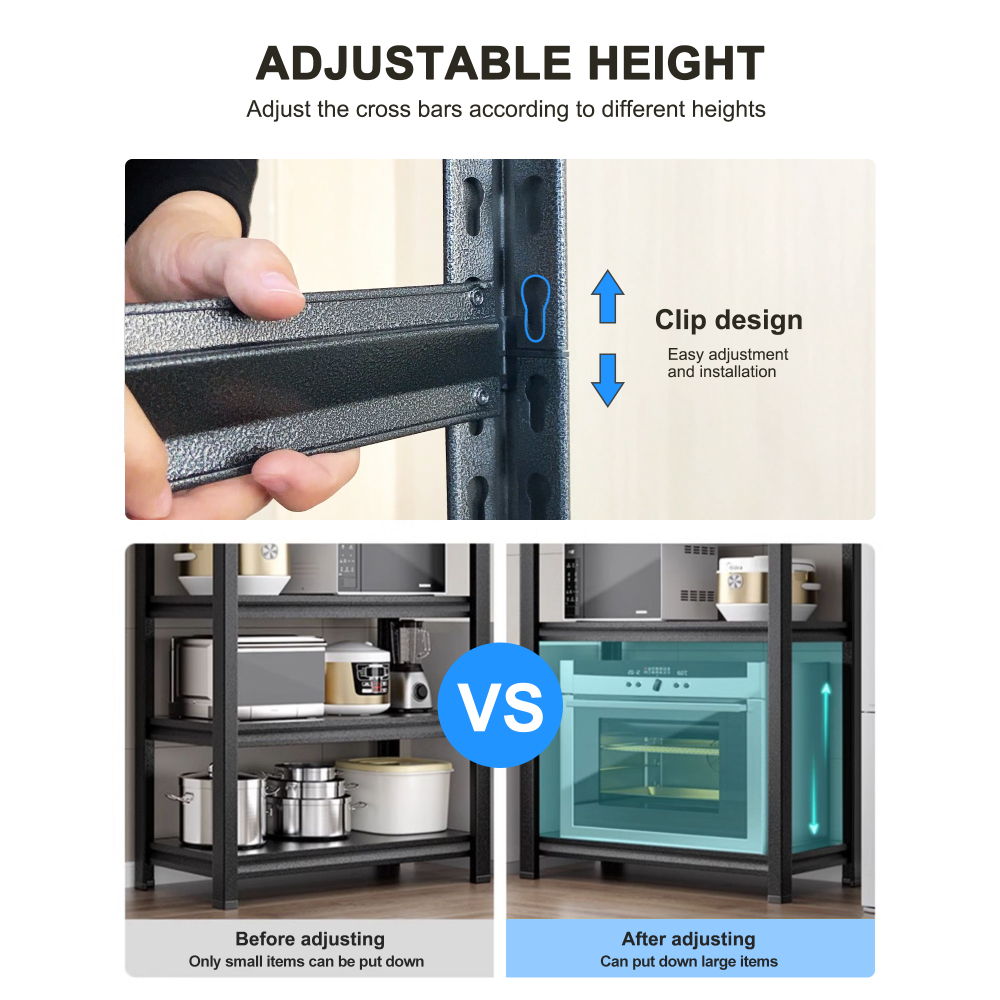 ADJUSTABLE HEIGHT
Adjust the cross bars according to different heights
Clip design
Easy adjustment
and installation
VS
Before adjusting
Only small items can be put down
After adjusting
Can put down large items